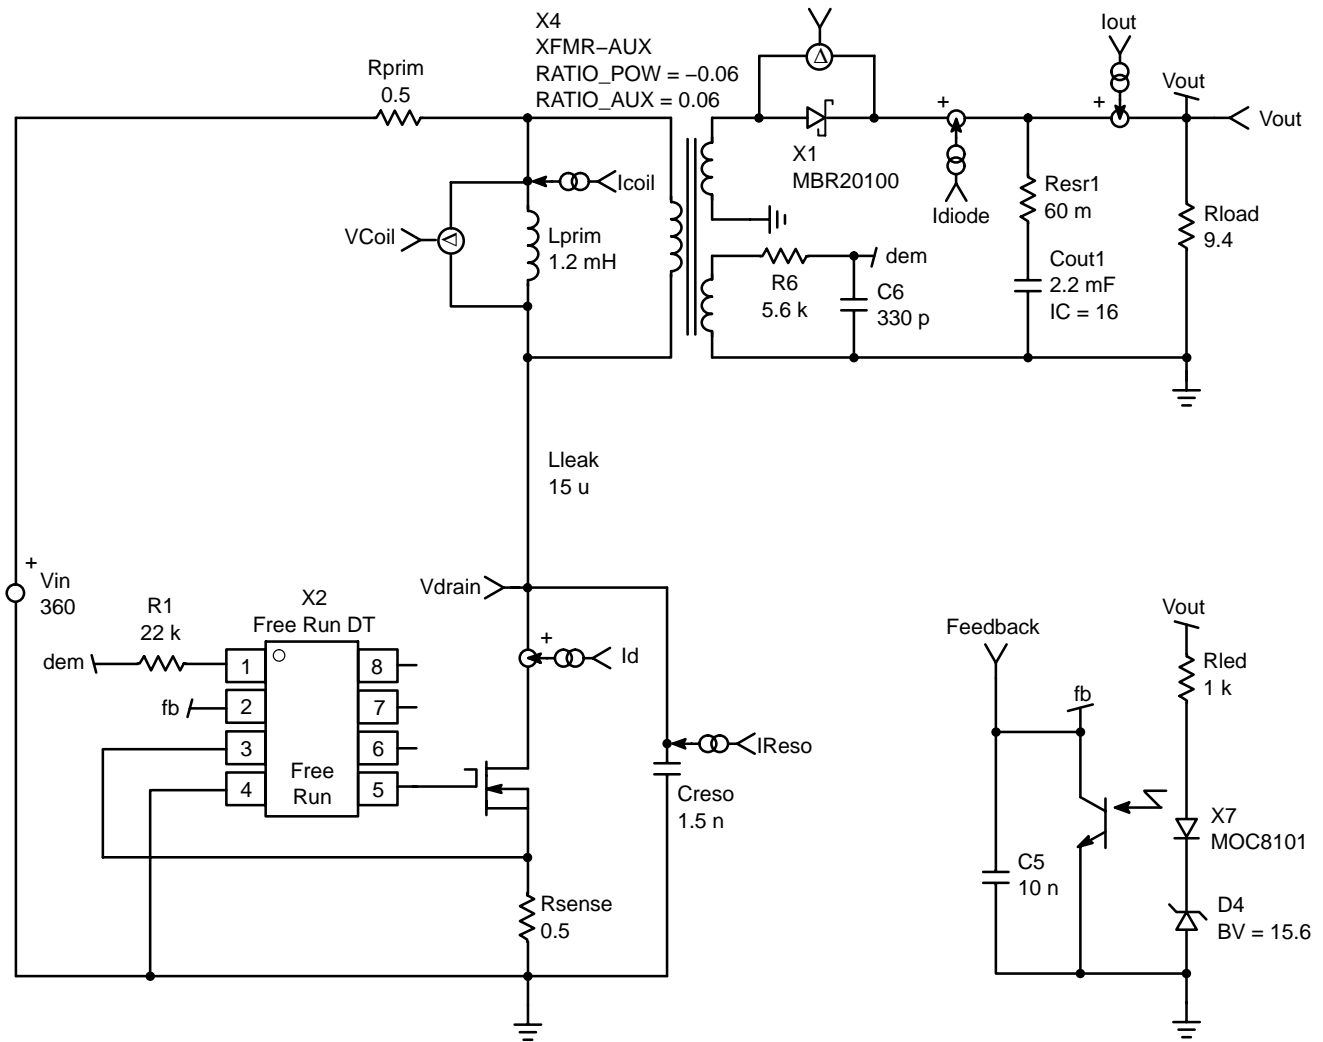 X4
XFMR−AUX
RATIO_POW = −0.06
RATIO_AUX = 0.06
Rprim
0.5
Iout
+
Vout
Vout
+
X1
MBR20100
Idiode
Icoil
VCoil
Lprim
1.2 mH
Resr1
60 m
Rload
9.4
dem
R6
5.6 k
C6
330 p
Cout1
2.2 mF
IC = 16
Lleak
15 u
+
Vin
360
Vdrain
X2
Free Run DT
R1
22 k
dem
fb
1
2
3
4
8
7
6
5
Free
Run
+
Id
IReso
Creso
1.5 n
Rsense
0.5
Feedback
fb
Vout
Rled
1 k
X7
MOC8101
C5
10 n
D4
BV = 15.6